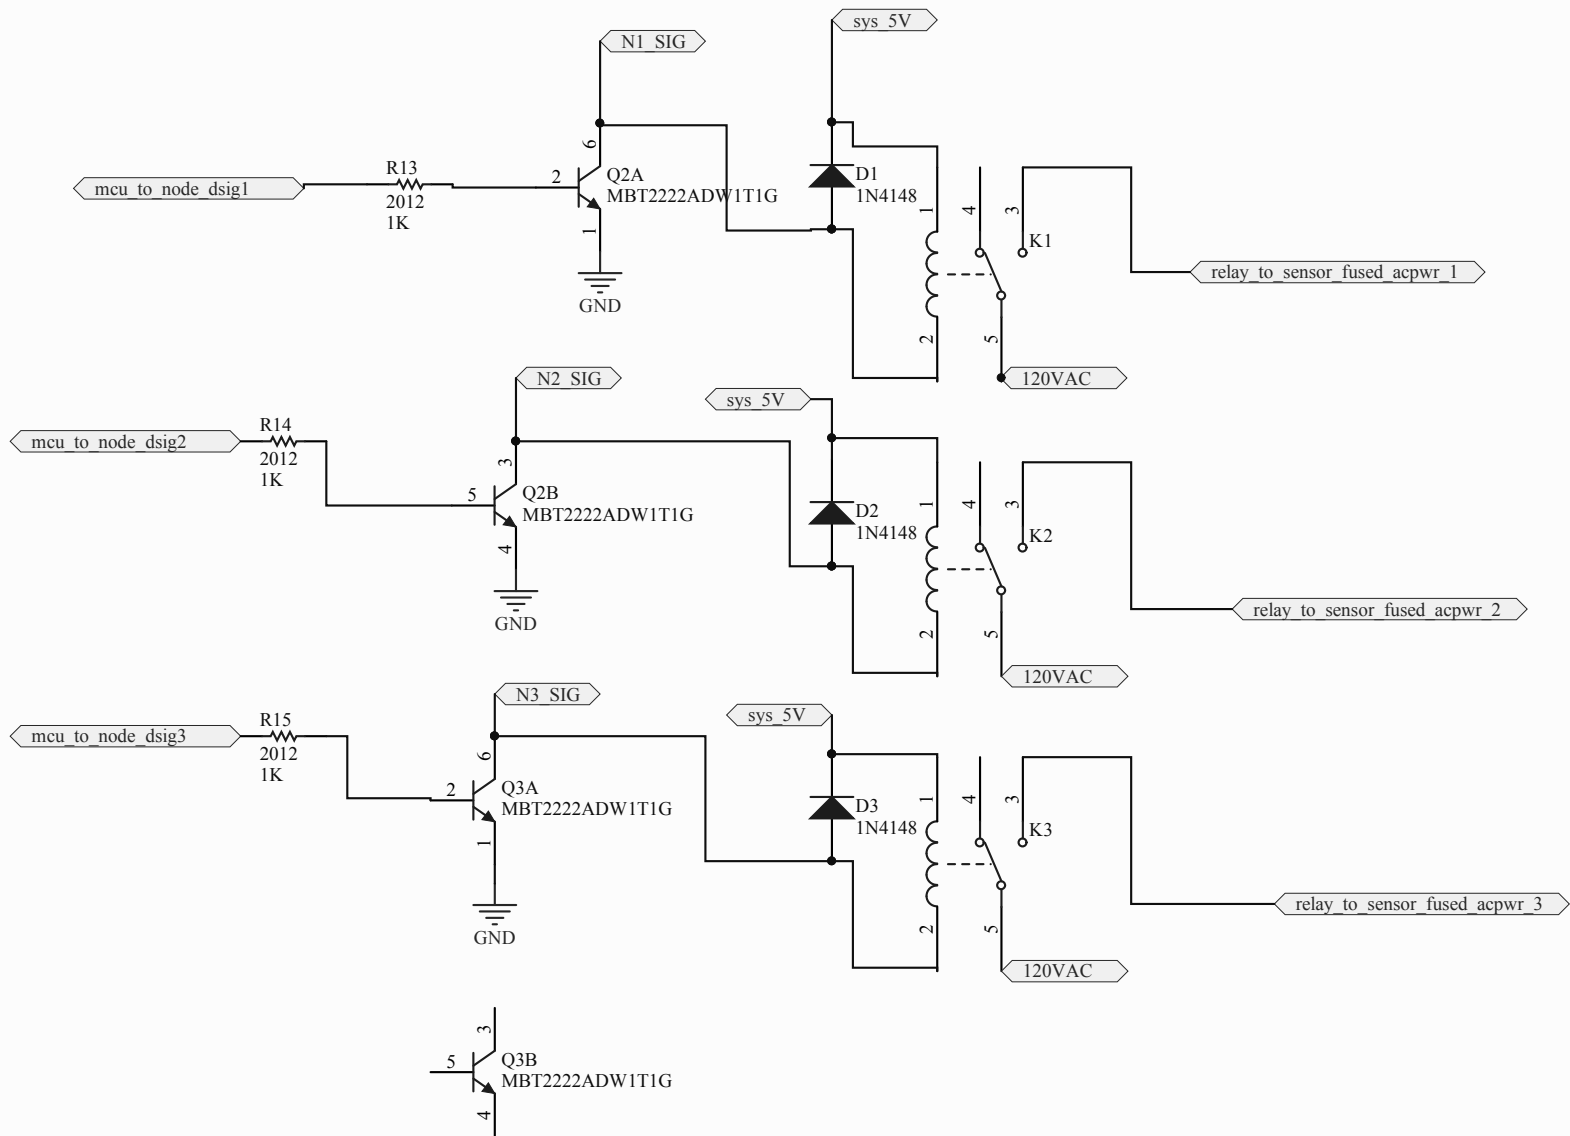 sys_5V
N1_SIG
6
R13
2012
1K
mcu_to_node_dsig1
2
Q2A
MBT2222ADW1T1G
1
GND
D1
1N4148
1
2
4
3
K1
5
relay_to_sensor_fused_acpwr_1
120VAC
N2_SIG
sys_5V
R14
2012
1K
mcu_to_node_dsig2
3
5
Q2B
MBT2222ADW1T1G
4
GND
D2
1N4148
1
2
4
3
K2
5
relay_to_sensor_fused_acpwr_2
120VAC
N3_SIG
sys_5V
R15
2012
1K
mcu_to_node_dsig3
6
2
Q3A
MBT2222ADW1T1G
1
GND
D3
1N4148
1
2
4
3
K3
5
relay_to_sensor_fused_acpwr_3
120VAC
3
5
Q3B
MBT2222ADW1T1G
4